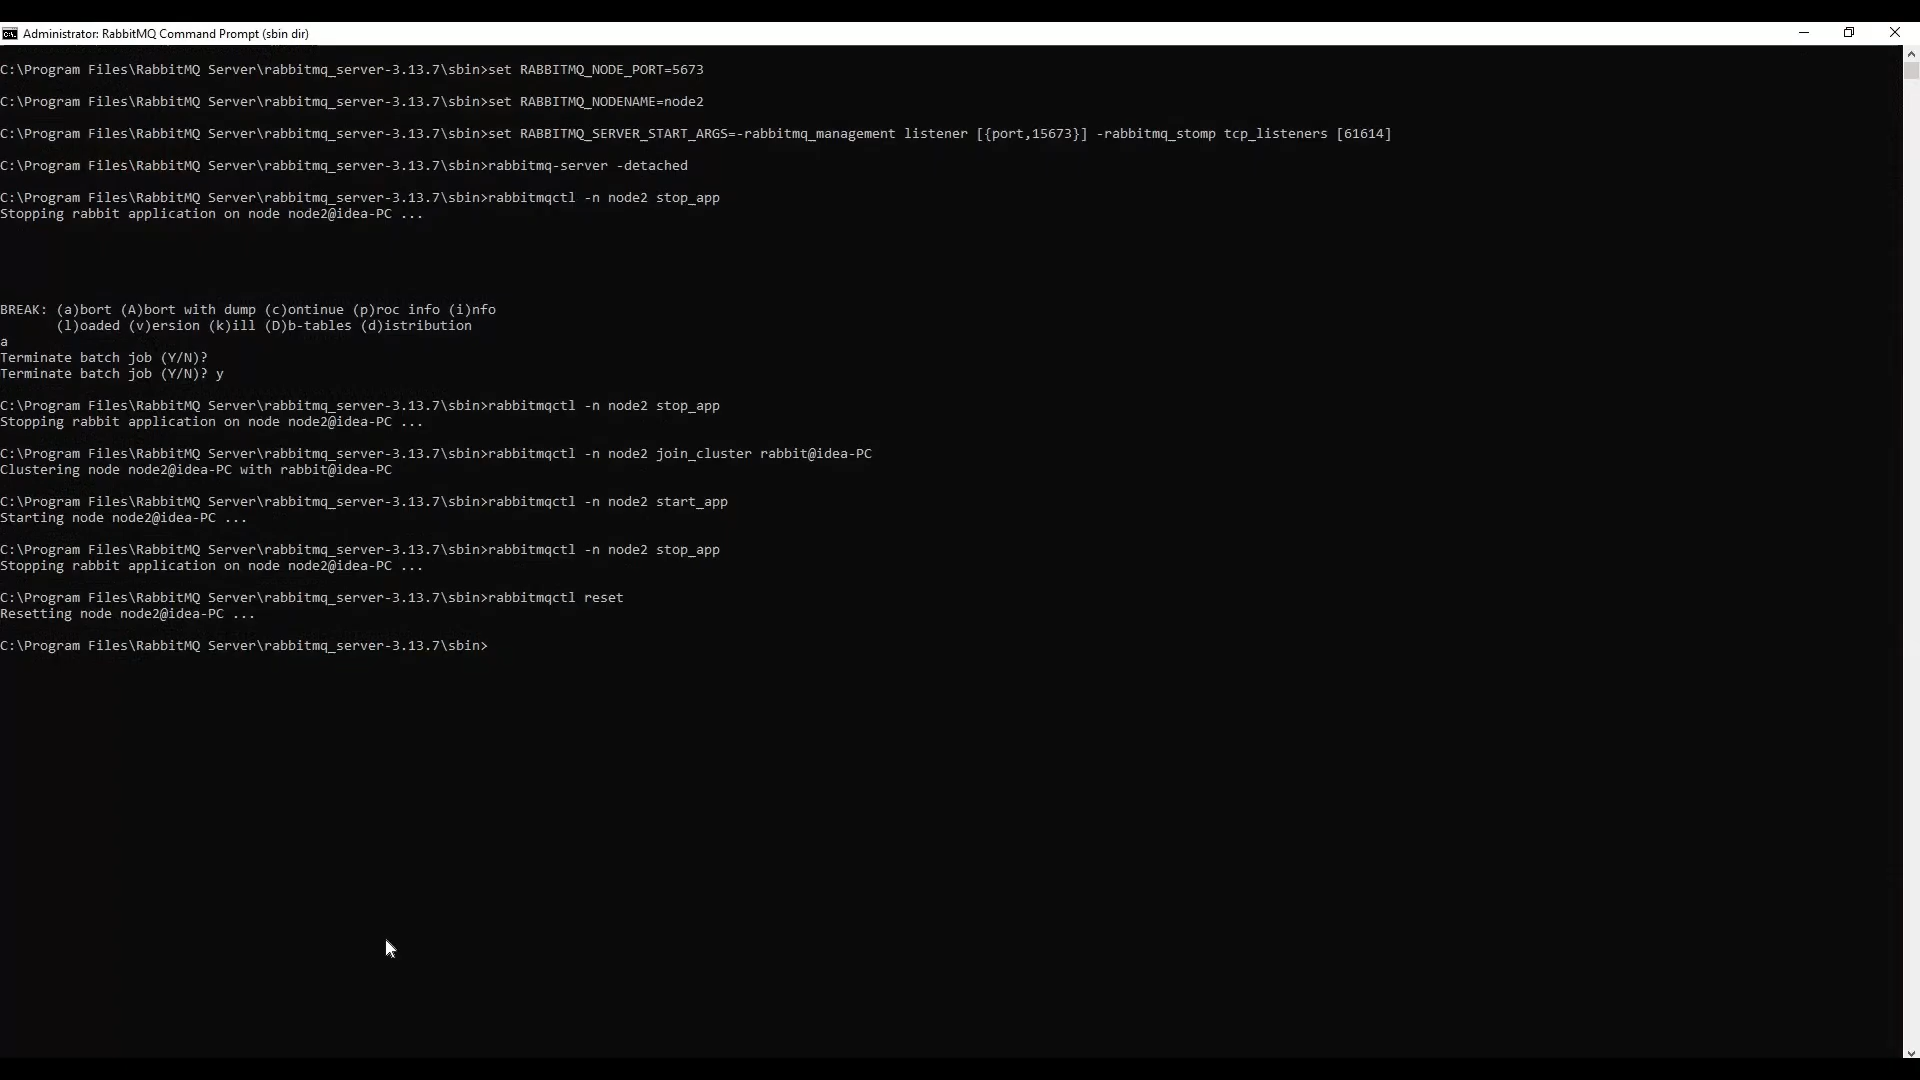 Administrator: RabbitMQ Command Prompt (sbin dir)
C:\Program Files\RabbitMQ Server\rabbitmq_server-3.13.7\sbin>set RABBITMQ_NODE_PORT=5673
C:\Program Files\RabbitMQ Server\rabbitmq_server-3.13.7\sbin>set RABBITMQ_NODENAME=node2
C:\Program Files\RabbitMQ Server\rabbitmq_server-3.13.7\sbin>set RABBITMQ_SERVER_START_ARGS=-rabbitmq_management listener [{port,15673}] -rabbitmq_stomp tcp_listeners [61614]
C:\Program Files\RabbitMQ Server\rabbitmq_server-3.13.7\sbin>rabbitmq-server -detached
C:\Program Files\RabbitMQ Server\rabbitmq_server-3.13.7\sbin>rabbitmqctl -n node2 stop_app
Stopping rabbit application on node node2@idea-PC ...
BREAK: (a)bort (A)bort with dump (c)ontinue (p)roc info (i)nfo
       (l)oaded (v)ersion (k)ill (D)b-tables (d)istribution
a
Terminate batch job (Y/N)?
Terminate batch job (Y/N)? y
C:\Program Files\RabbitMQ Server\rabbitmq_server-3.13.7\sbin>rabbitmqctl -n node2 stop_app
Stopping rabbit application on node node2@idea-PC ...
C:\Program Files\RabbitMQ Server\rabbitmq_server-3.13.7\sbin>rabbitmqctl -n node2 join_cluster rabbit@idea-PC
Clustering node node2@idea-PC with rabbit@idea-PC
C:\Program Files\RabbitMQ Server\rabbitmq_server-3.13.7\sbin>rabbitmqctl -n node2 start_app
Starting node node2@idea-PC ...
C:\Program Files\RabbitMQ Server\rabbitmq_server-3.13.7\sbin>rabbitmqctl -n node2 stop_app
Stopping rabbit application on node node2@idea-PC ...
C:\Program Files\RabbitMQ Server\rabbitmq_server-3.13.7\sbin>rabbitmqctl reset
Resetting node node2@idea-PC ...
C:\Program Files\RabbitMQ Server\rabbitmq_server-3.13.7\sbin>